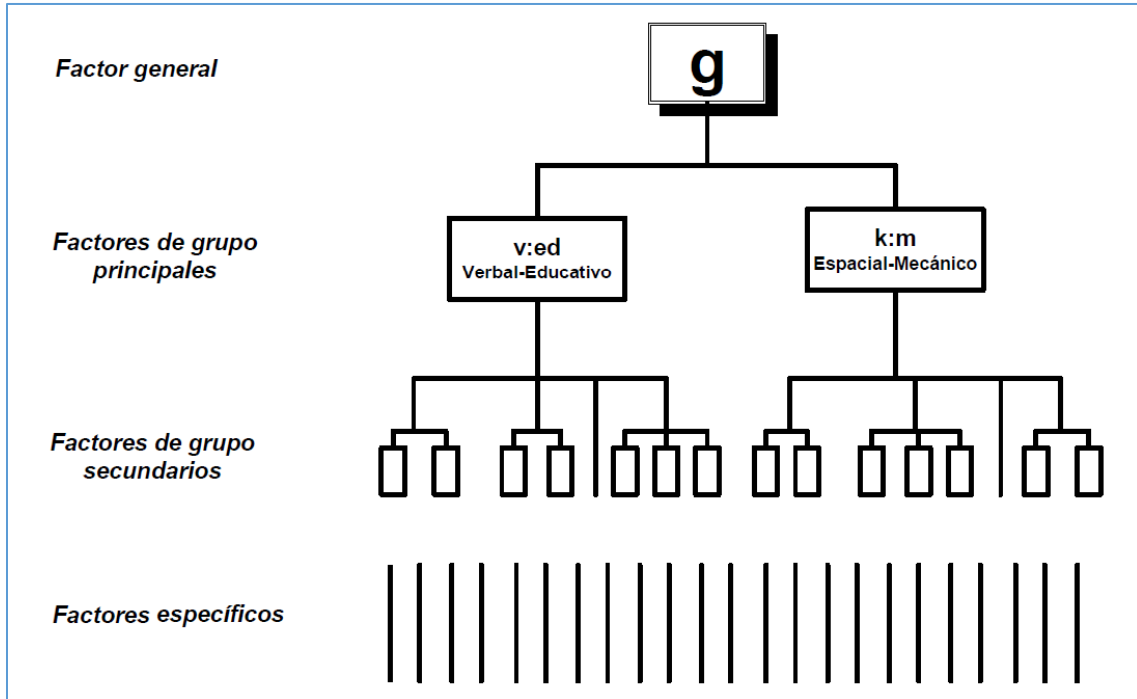 Factor general
g
Factores de grupo
principales
v:ed
Verbal-Educativo
k:m
Espacial-Mecánico
Factores de grupo
secundarios
Factores específicos